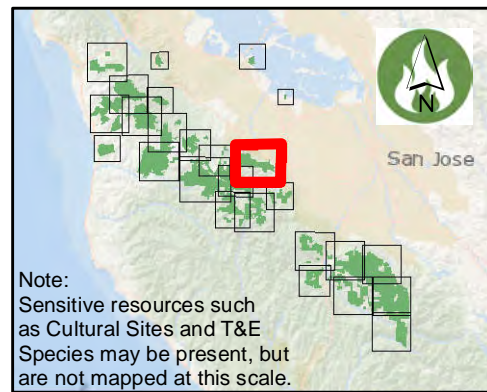 N
San Jose
Note:
Sensitive resources such
as Cultural Sites and T&E
Species may be present, but
are not mapped at this scale.